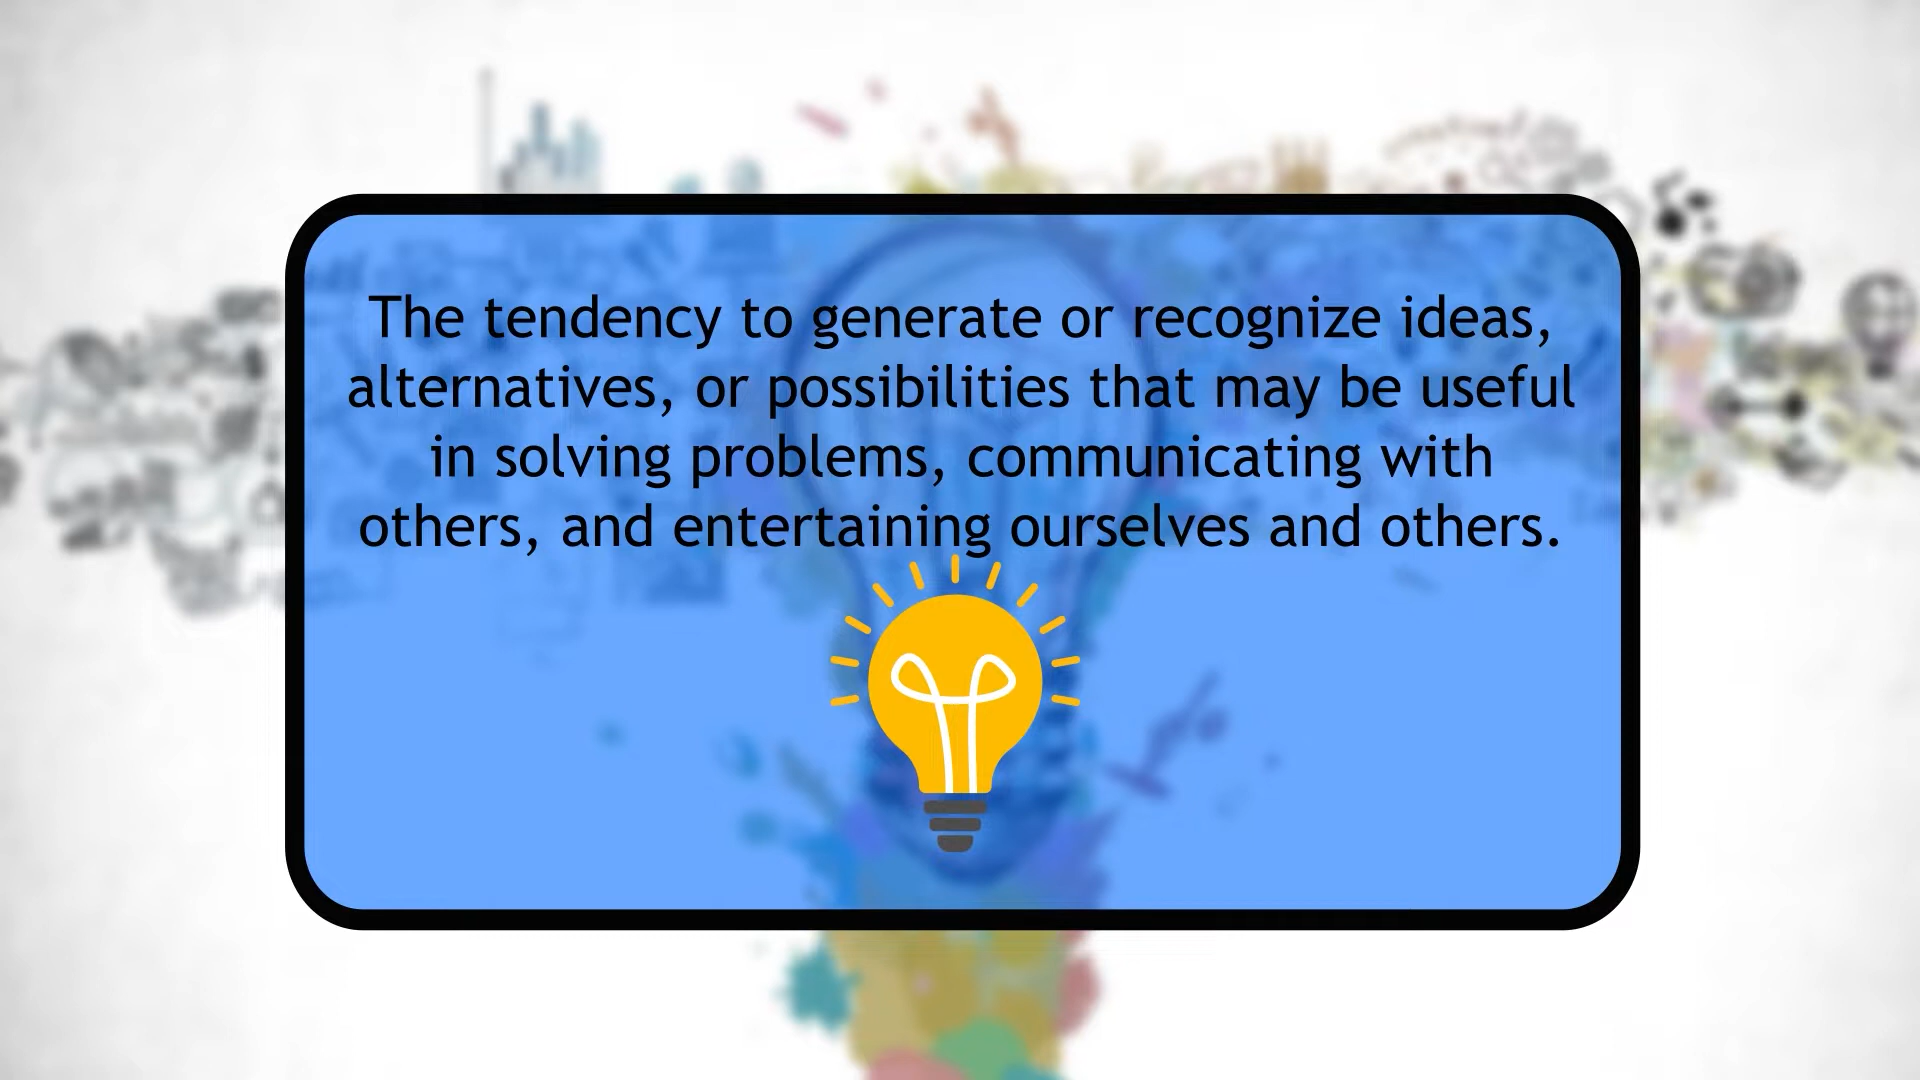 The tendency to generate or recognize ideas,
alternatives, or possibilities that may be useful
in solving problems, communicating with
others, and entertaining ourselves and others.